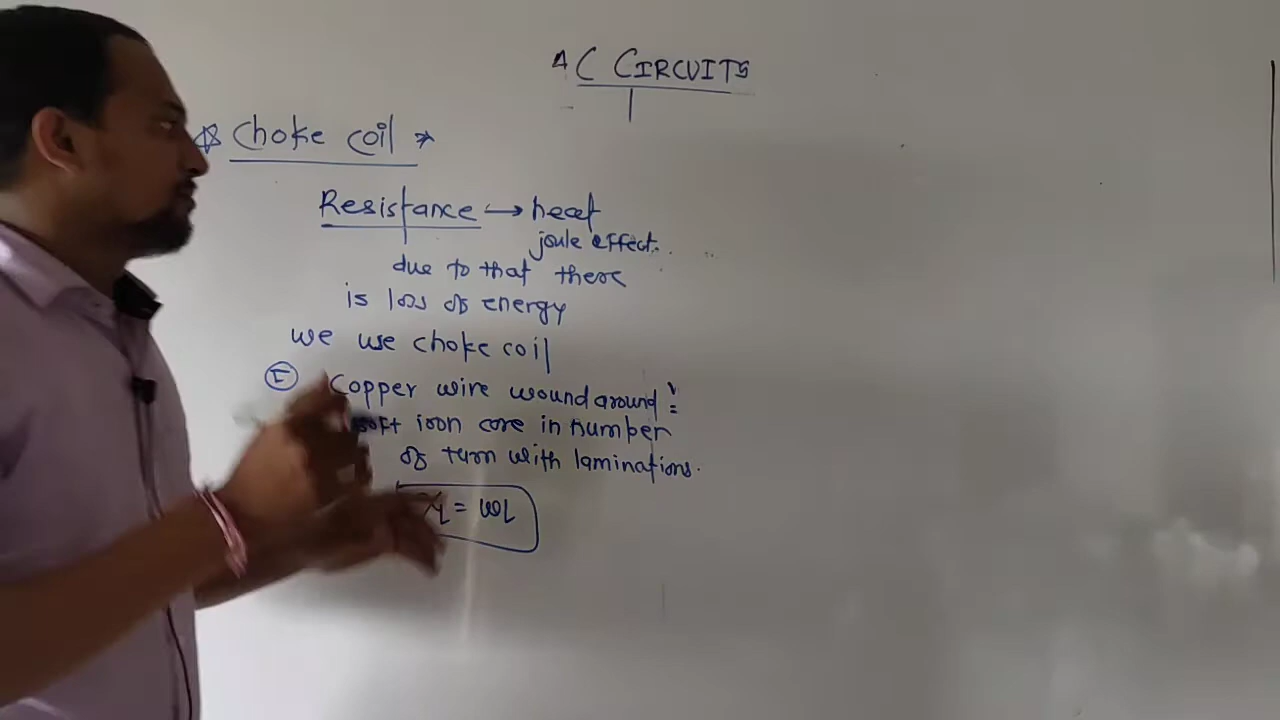 AC CIRCUITS
☆ Choke coil *
Resistance → heat
joule effect.
due to that there
is loss of energy
we use choke coil
① Copper wire wound around
soft iron core in number
of turn with laminations.
= ωL